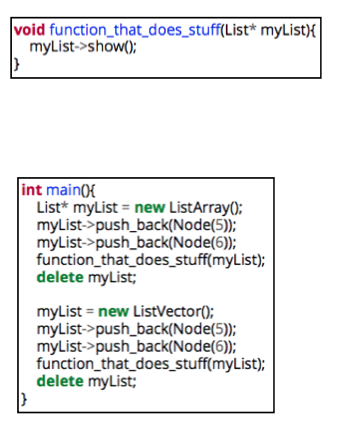 void function_that_does_stuff(List* myList){
myList->show();
}
int main(){
List* myList = new ListArray();
myList->push_back(Node(5));
myList->push_back(Node(6));
function_that_does_stuff(myList);
delete myList;
myList = new ListVector();
myList->push_back(Node(5));
myList->push_back(Node(6));
function_that_does_stuff(myList);
delete myList;
}